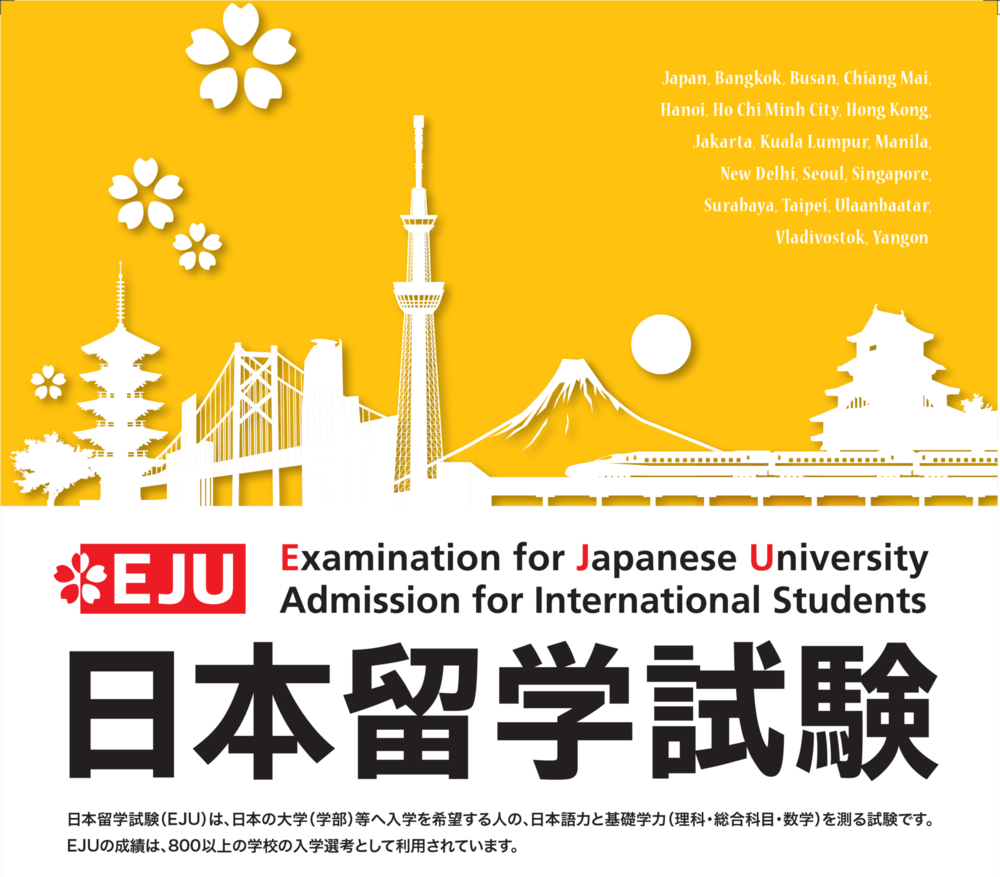 Japan, Bangkok, Busan, Chiang Mai,
Hanoi, Ho Chi Minh City, Hong Kong,
Jakarta, Kuala Lumpur, Manila,
New Delhi, Seoul, Singapore,
Surabaya, Taipei, Ulaanbaatar,
Vladivostok, Yangon
EJU
Examination for Japanese University
Admission for International Students
日本留学試験
日本留学試験（EJU）は、日本の大学（学部）等へ入学を希望する人の、日本語力と基礎学力（理科・総合科目・数学）を測る試験です。
EJUの成績は、800以上の学校の入学選考として利用されています。